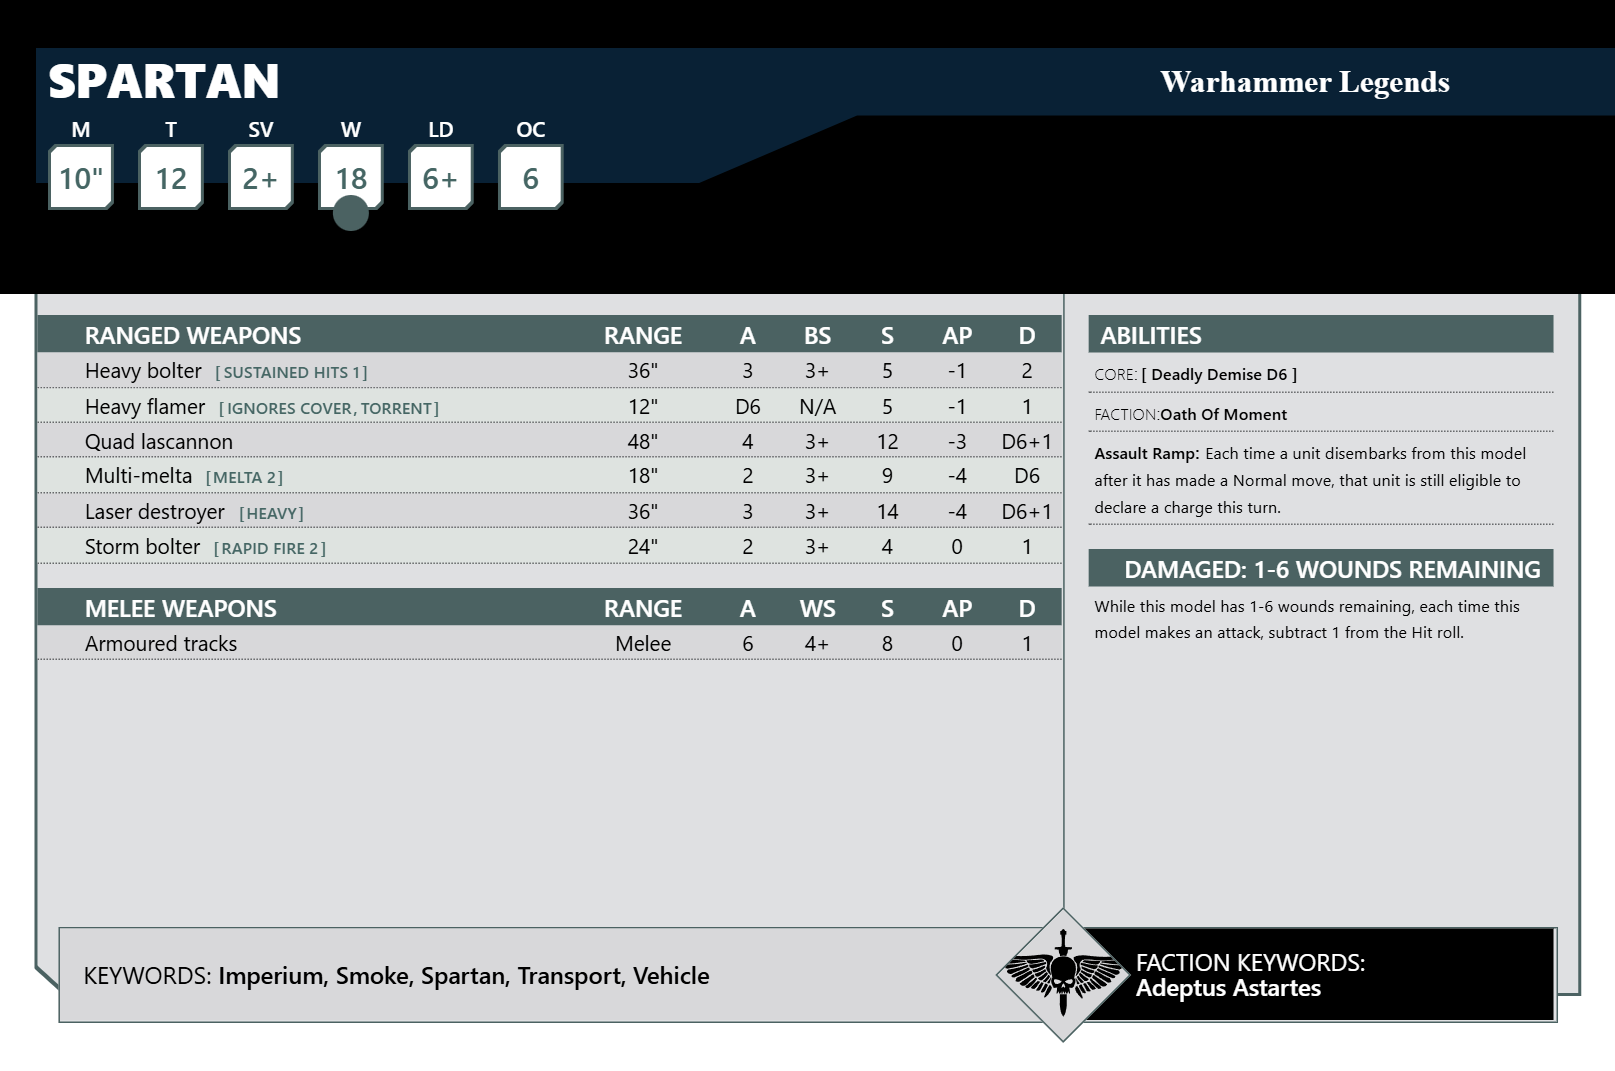 SPARTAN
Warhammer Legends
M T SV W LD OC
10" 12 2+ 18 6+ 6
RANGED WEAPONS RANGE A BS S AP D
Heavy bolter [SUSTAINED HITS 1] 36" 3 3+ 5 -1 2
Heavy flamer [IGNORES COVER, TORRENT] 12" D6 N/A 5 -1 1
Quad lascannon 48" 4 3+ 12 -3 D6+1
Multi-melta [MELTA 2] 18" 2 3+ 9 -4 D6
Laser destroyer [HEAVY] 36" 3 3+ 14 -4 D6+1
Storm bolter [RAPID FIRE 2] 24" 2 3+ 4 0 1
MELEE WEAPONS RANGE A WS S AP D
Armoured tracks Melee 6 4+ 8 0 1
ABILITIES
CORE: [ Deadly Demise D6 ]
FACTION:Oath Of Moment
Assault Ramp: Each time a unit disembarks from this model
after it has made a Normal move, that unit is still eligible to
declare a charge this turn.
DAMAGED: 1-6 WOUNDS REMAINING
While this model has 1-6 wounds remaining, each time this
model makes an attack, subtract 1 from the Hit roll.
KEYWORDS: Imperium, Smoke, Spartan, Transport, Vehicle
FACTION KEYWORDS:
Adeptus Astartes